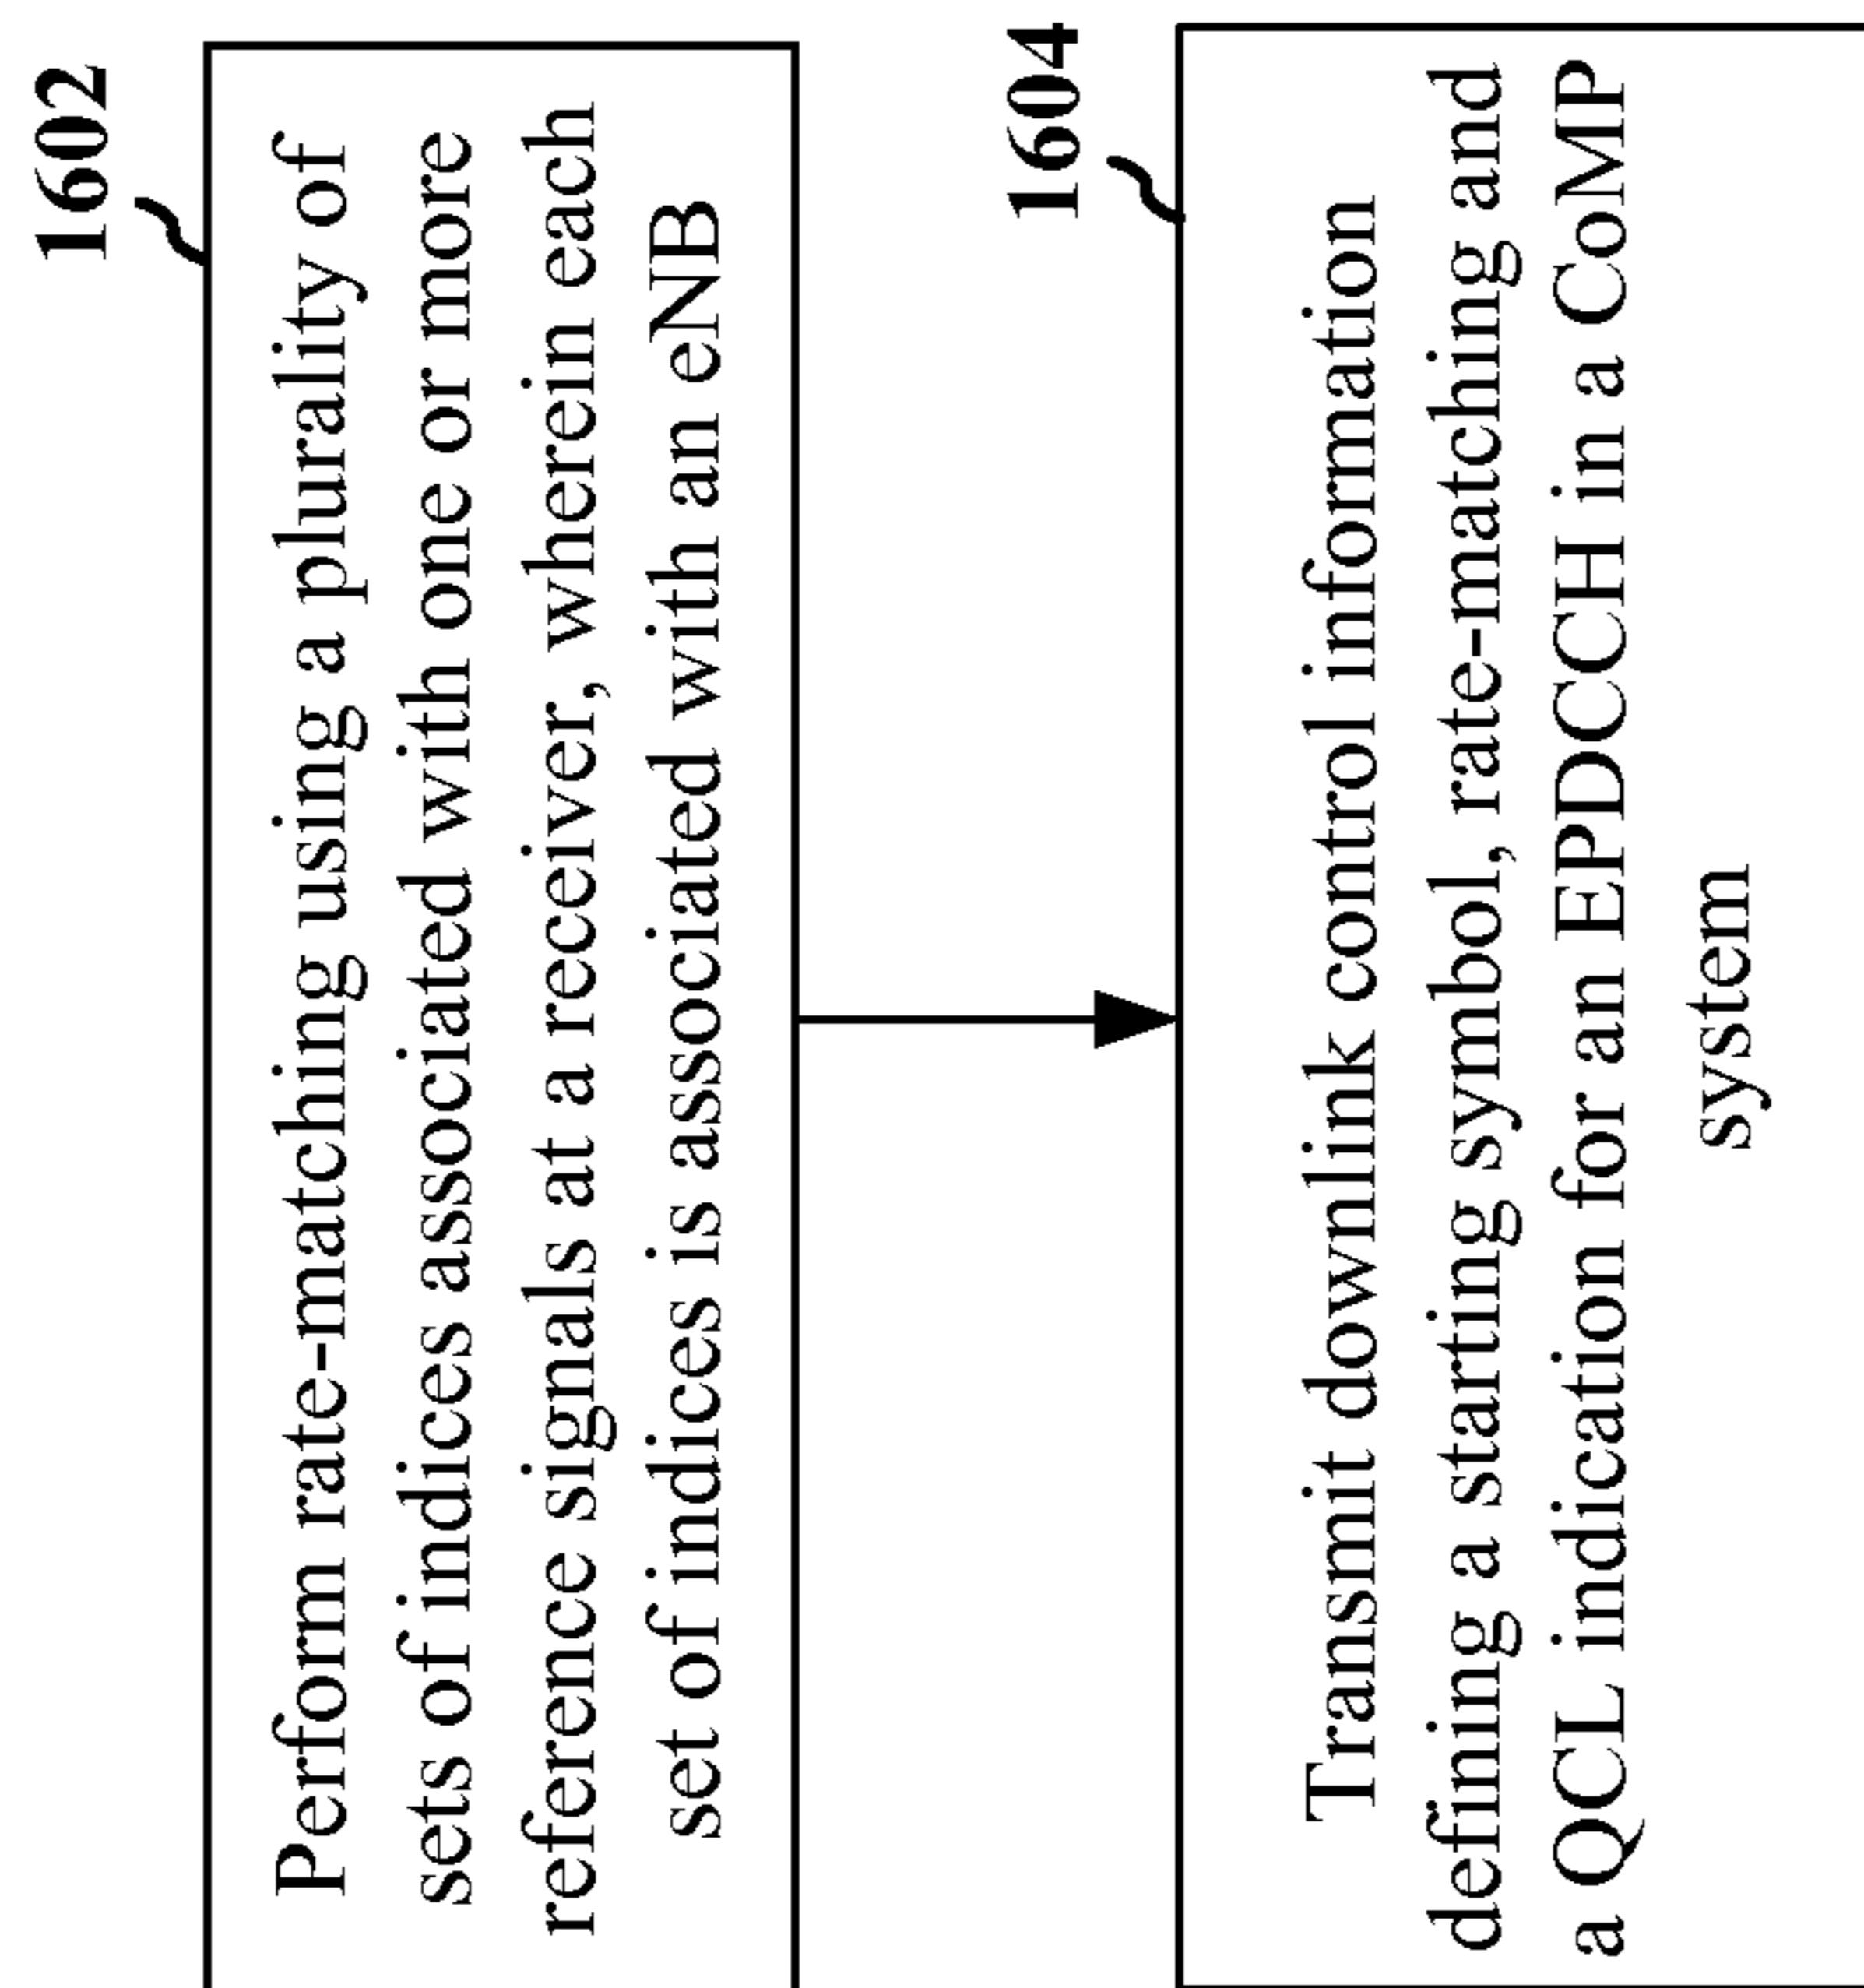 1602
Perform rate-matching using a plurality of
sets of indices associated with one or more
reference signals at a receiver, wherein each
set of indices is associated with an eNB
1604
Transmit downlink control information
defining a starting symbol, rate-matching and
a QCL indication for an EPDCCH in a CoMP
system